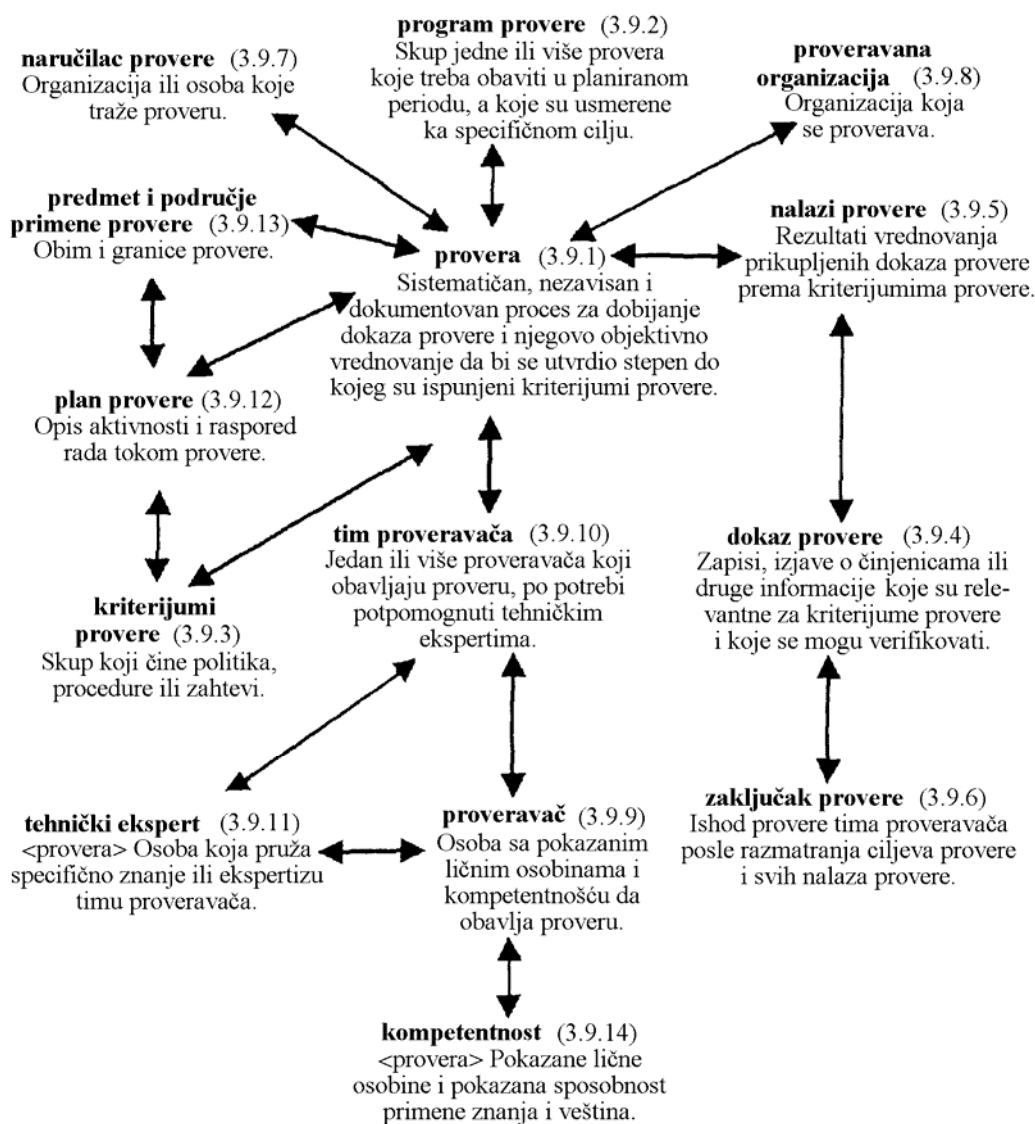 naručilac provere (3.9.7)
Organizacija ili osoba koje
traže proveru.
program provere (3.9.2)
Skup jedne ili više provera
koje treba obaviti u planiranom
periodu, a koje su usmerene
ka specifičnom cilju.
proveravana
organizacija (3.9.8)
Organizacija koja
se proverava.
predmet i područje
primene provere (3.9.13)
Obim i granice provere.
provera (3.9.1)
Sistematičan, nezavisan i
dokumentovan proces za dobijanje
dokaza provere i njegovo objektivno
vrednovanje da bi se utvrdio stepen do
kojeg su ispunjeni kriterijumi provere.
nalazi provere (3.9.5)
Rezultati vrednovanja
prikupljenih dokaza provere
prema kriterijumima provere.
plan provere (3.9.12)
Opis aktivnosti i raspored
rada tokom provere.
tim proveravača (3.9.10)
Jedan ili više proveravača koji
obavljaju proveru, po potrebi
potpomognuti tehničkim
ekspertima.
dokaz provere (3.9.4)
Zapisi, izjave o činjenicama ili
druge informacije koje su rele-
vantne za kriterijume provere
i koje se mogu verifikovati.
kriterijumi
provere (3.9.3)
Skup koji čine politika,
procedure ili zahtevi.
tehnički ekspert (3.9.11)
<provera> Osoba koja pruža
specifično znanje ili ekspertizu
timu proveravača.
proveravač (3.9.9)
Osoba sa pokazanim
ličnim osobinama i
kompetentnošću da
obavlja proveru.
zaključak provere (3.9.6)
Ishod provere tima proveravača
posle razmatranja ciljeva provere
i svih nalaza provere.
kompetentnost (3.9.14)
<provera> Pokazane lične
osobine i pokazana sposobnost
primene znanja i veština.